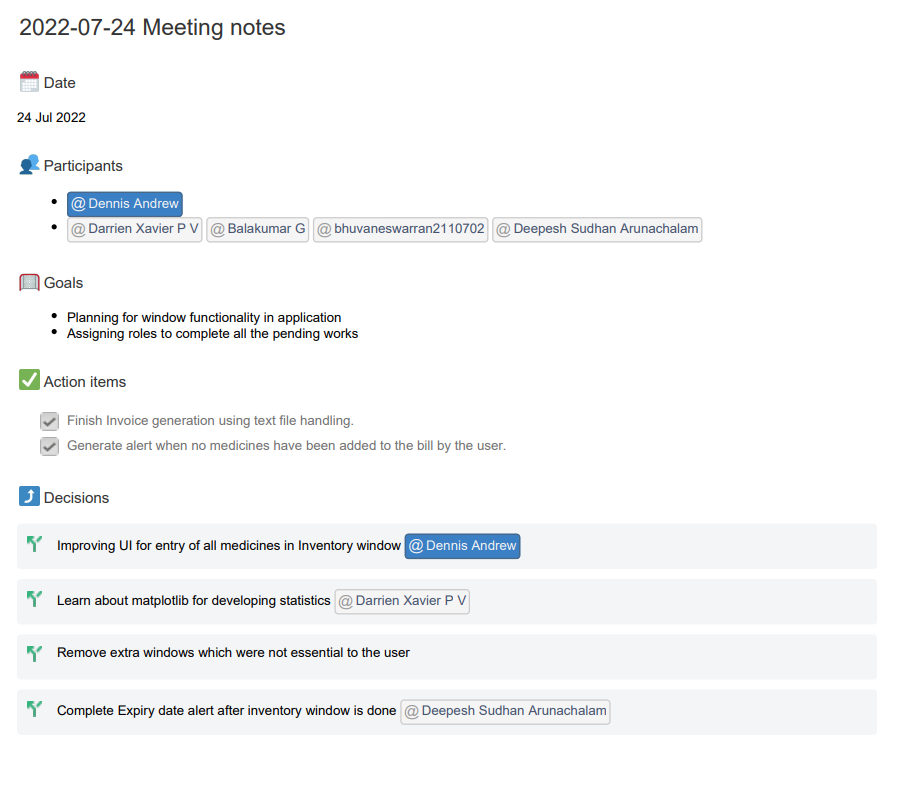 2022-07-24 Meeting notes
Date
24 Jul 2022
Participants
@Dennis Andrew
@Darrien Xavier P V @Balakumar G @bhuvaneswarran2110702 @Deepesh Sudhan Arunachalam
Goals
Planning for window functionality in application
Assigning roles to complete all the pending works
Action items
Finish Invoice generation using text file handling.
Generate alert when no medicines have been added to the bill by the user.
Decisions
Improving UI for entry of all medicines in Inventory window @Dennis Andrew
Learn about matplotlib for developing statistics @Darrien Xavier P V
Remove extra windows which were not essential to the user
Complete Expiry date alert after inventory window is done @Deepesh Sudhan Arunachalam